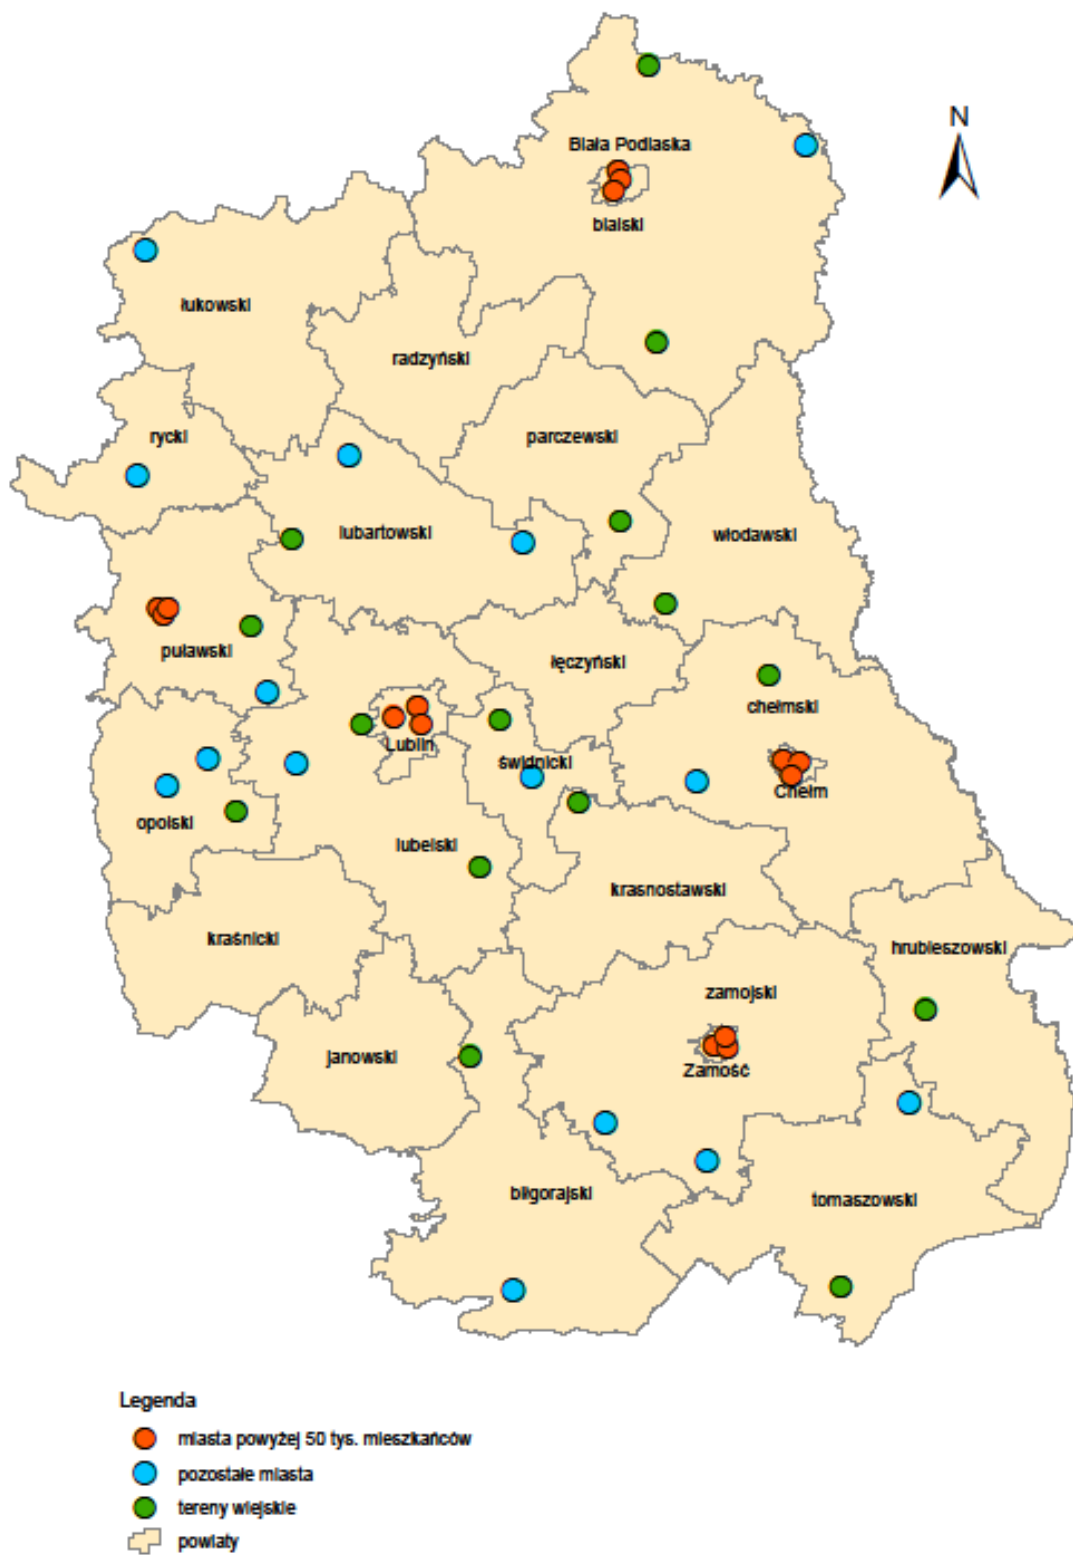 N
Biała Podlaska
bialski
łukowski
radzyński
rycki
parczewski
lubartowski
włodawski
puławski
łęczyński
chełmski
Lublin
świdnicki
Chełm
opolski
lubelski
krasnostawski
kraśnicki
hrubieszowski
zamojski
janowski
Zamość
biłgorajski
tomaszowski
Legenda
miasta powyżej 50 tys. mieszkańców
pozostałe miasta
tereny wiejskie
powiaty